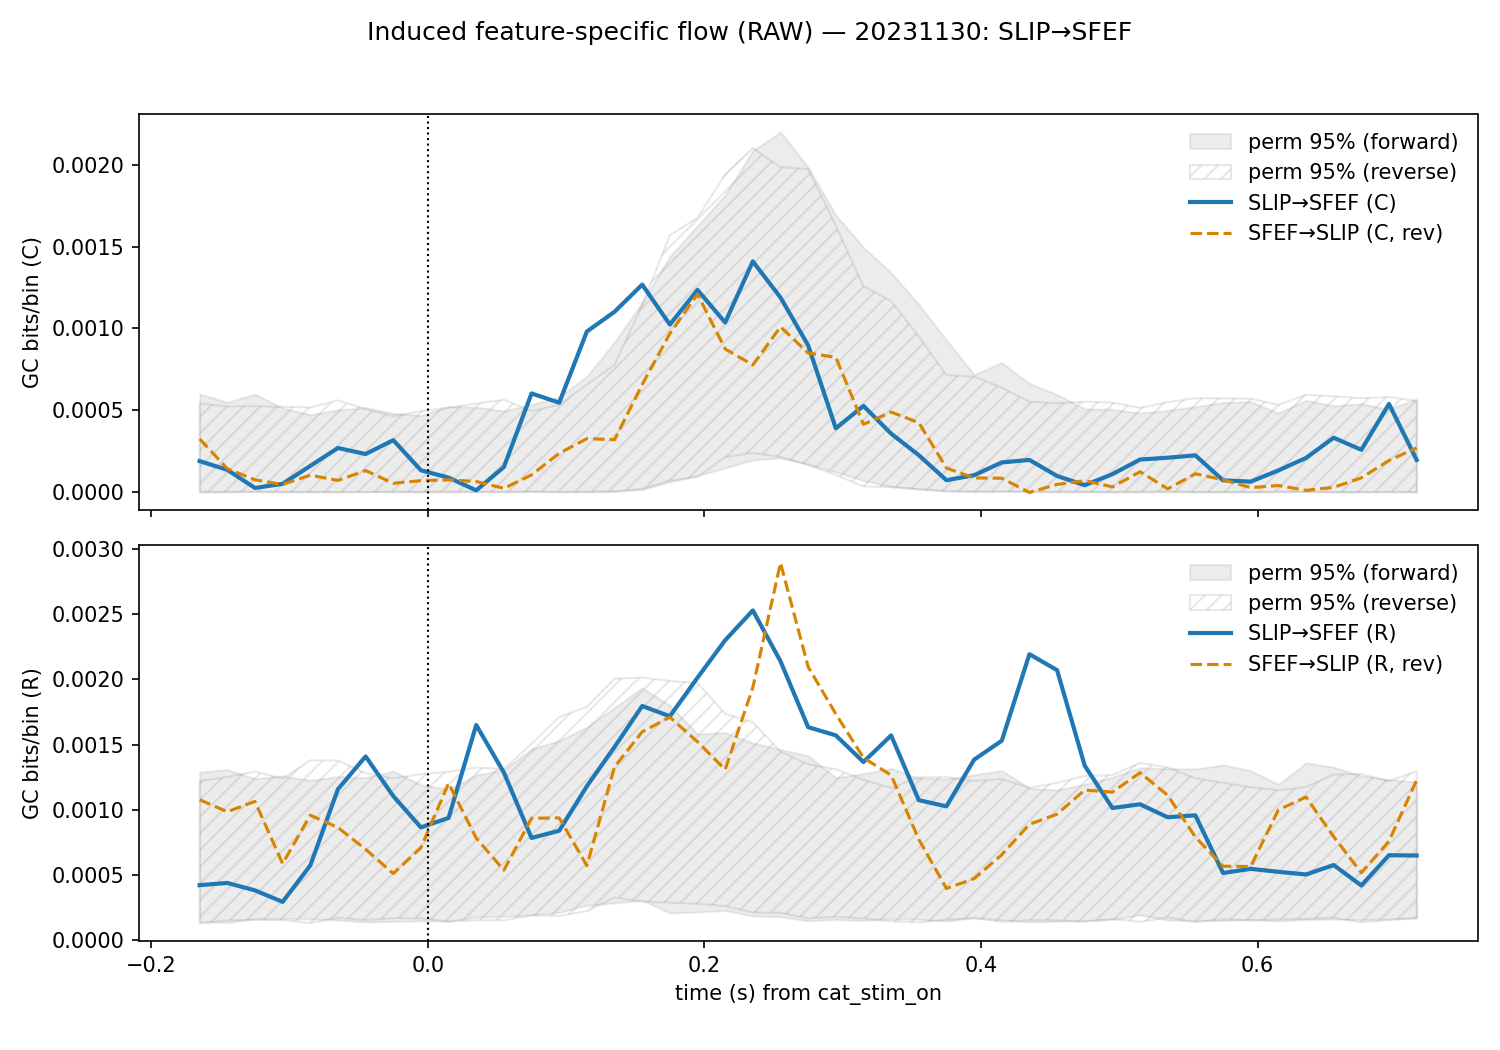 Induced feature-specific flow (RAW) — 20231130: SLIP→SFEF
GC bits/bin (C)
0.0020
0.0015
0.0010
0.0005
0.0000
perm 95% (forward)
perm 95% (reverse)
SLIP→SFEF (C)
SFEF→SLIP (C, rev)
GC bits/bin (R)
0.0030
0.0025
0.0020
0.0015
0.0010
0.0005
0.0000
perm 95% (forward)
perm 95% (reverse)
SLIP→SFEF (R)
SFEF→SLIP (R, rev)
−0.2 0.0 0.2 0.4 0.6
time (s) from cat_stim_on